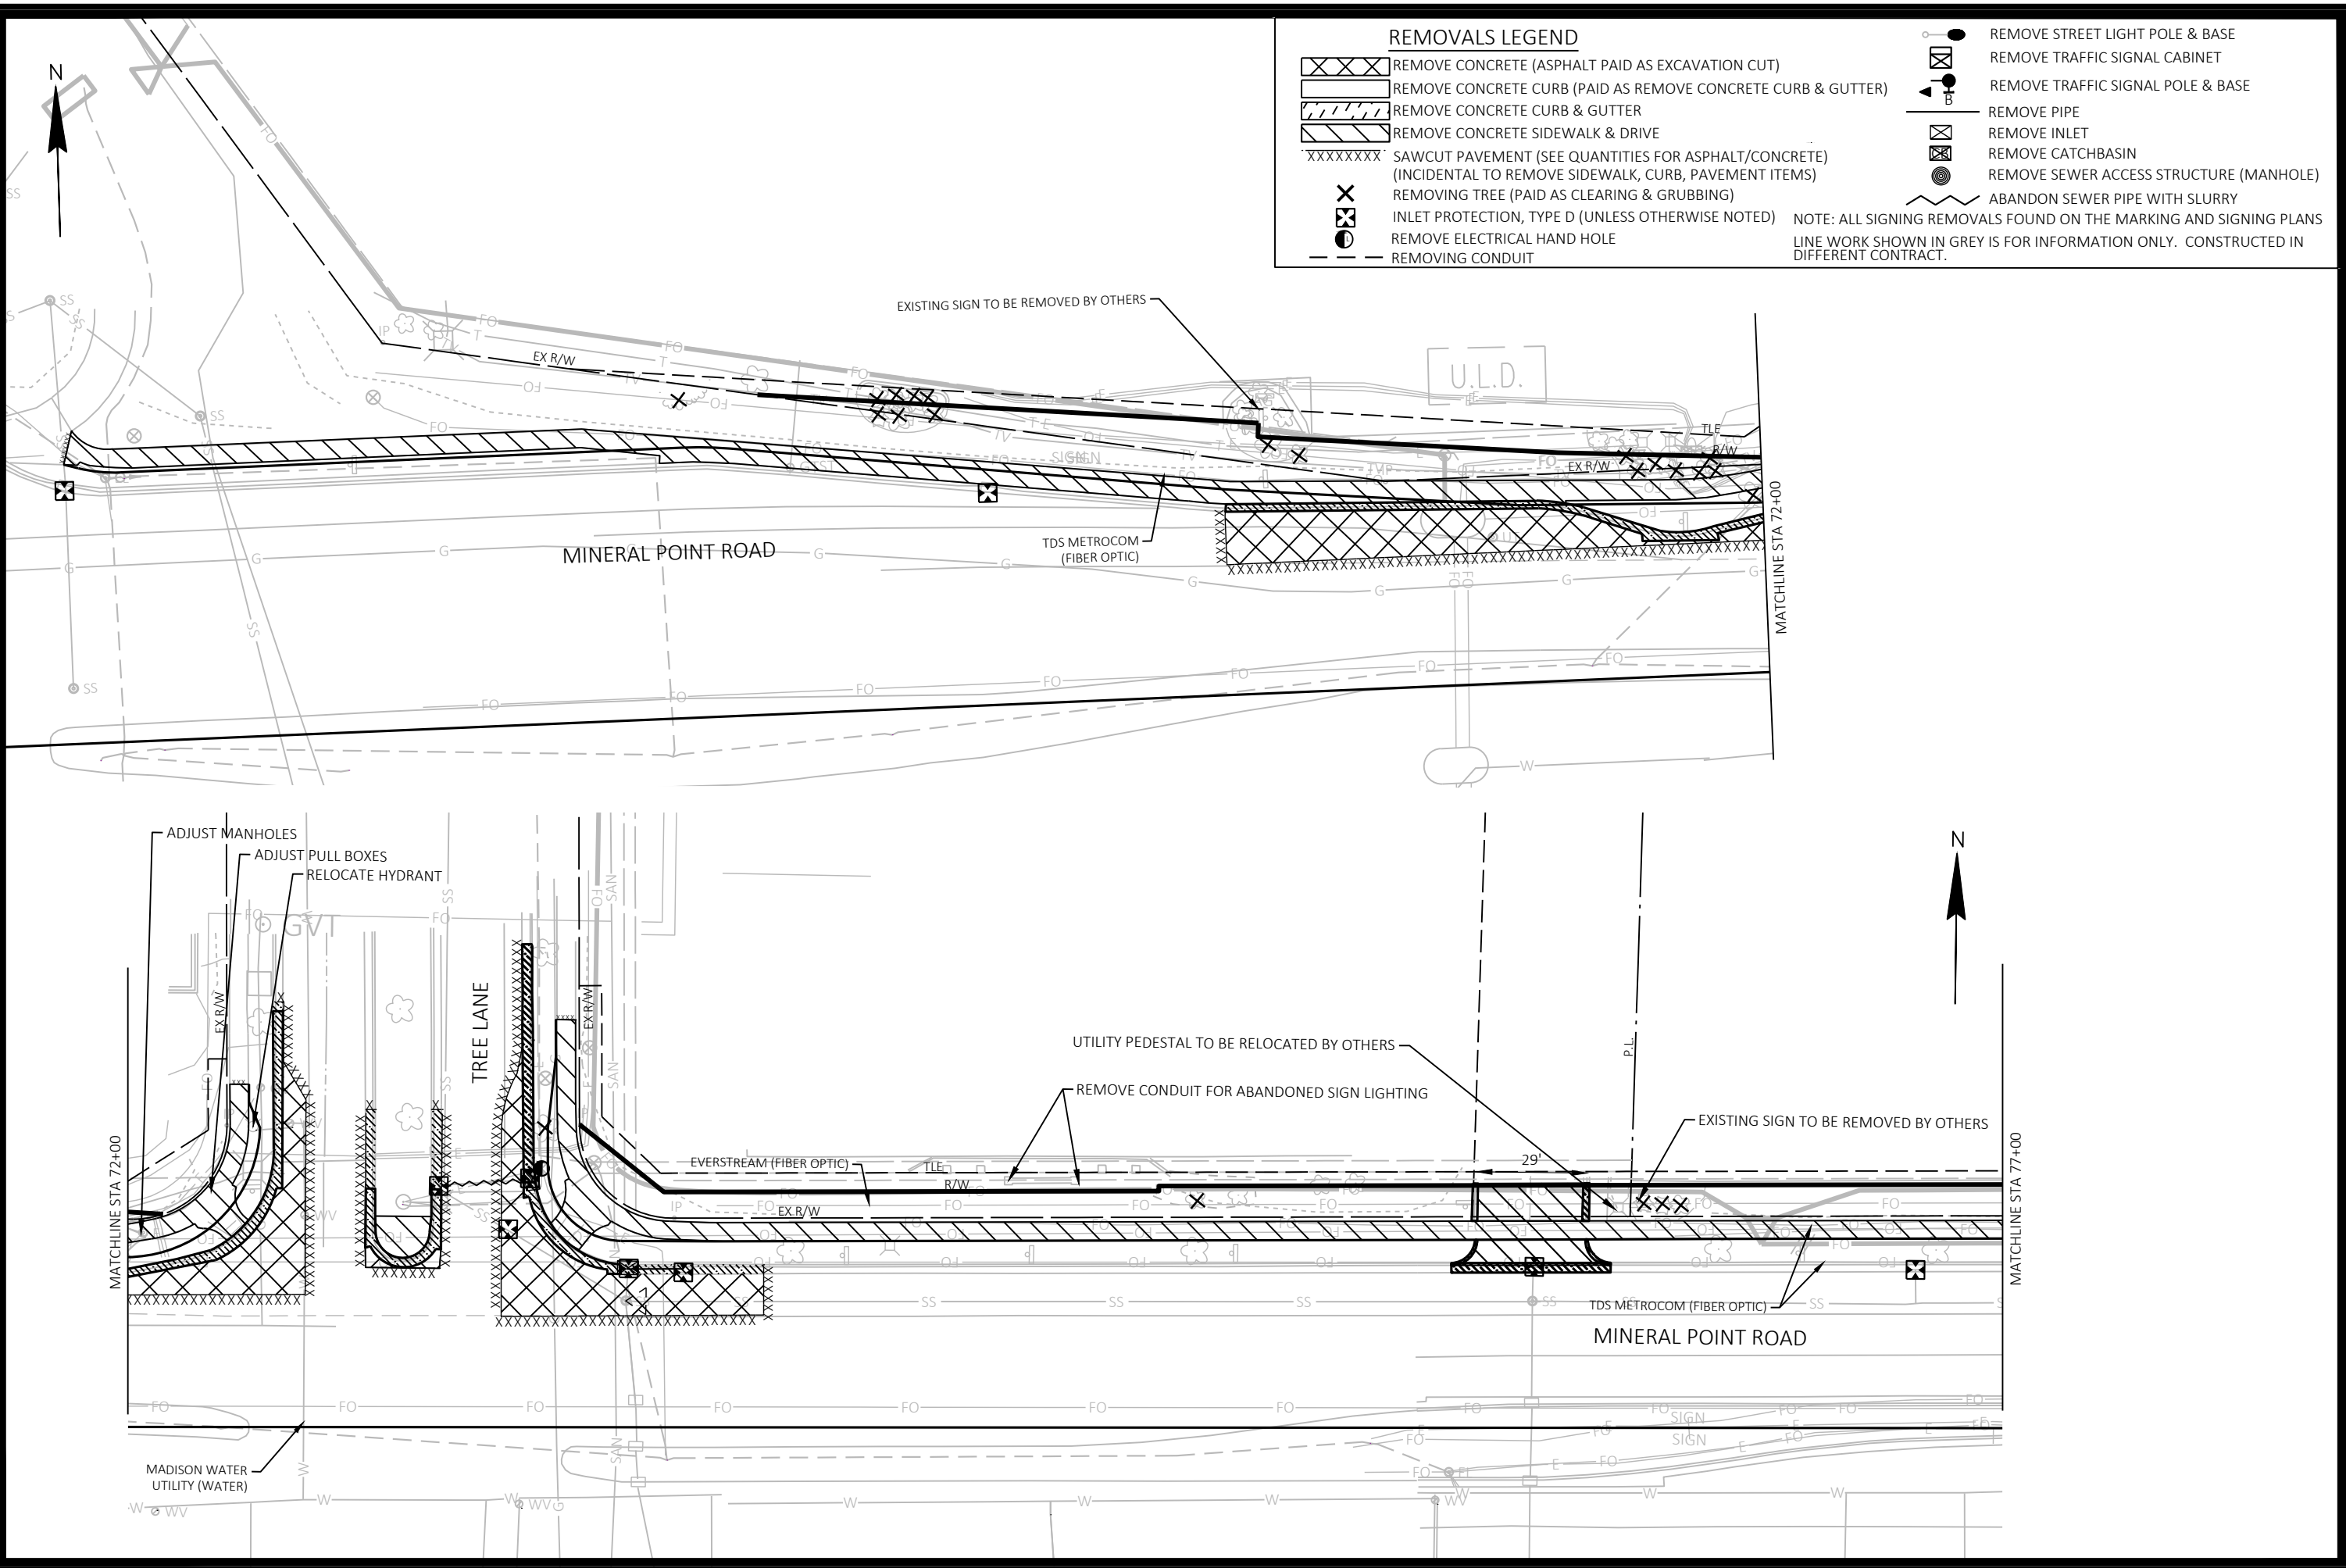 REMOVALS LEGEND
REMOVE CONCRETE (ASPHALT PAID AS EXCAVATION CUT)
REMOVE CONCRETE CURB (PAID AS REMOVE CONCRETE CURB & GUTTER)
REMOVE CONCRETE CURB & GUTTER
REMOVE CONCRETE SIDEWALK & DRIVE
XXXXXXXX SAWCUT PAVEMENT (SEE QUANTITIES FOR ASPHALT/CONCRETE)
(INCIDENTAL TO REMOVE SIDEWALK, CURB, PAVEMENT ITEMS)
REMOVING TREE (PAID AS CLEARING & GRUBBING)
INLET PROTECTION, TYPE D (UNLESS OTHERWISE NOTED)
REMOVE ELECTRICAL HAND HOLE
REMOVING CONDUIT
REMOVE STREET LIGHT POLE & BASE
REMOVE TRAFFIC SIGNAL CABINET
REMOVE TRAFFIC SIGNAL POLE & BASE
B
REMOVE PIPE
REMOVE INLET
REMOVE CATCHBASIN
REMOVE SEWER ACCESS STRUCTURE (MANHOLE)
ABANDON SEWER PIPE WITH SLURRY
NOTE: ALL SIGNING REMOVALS FOUND ON THE MARKING AND SIGNING PLANS
LINE WORK SHOWN IN GREY IS FOR INFORMATION ONLY. CONSTRUCTED IN
DIFFERENT CONTRACT.
N
EXISTING SIGN TO BE REMOVED BY OTHERS
EX R/W
U.L.D.
TLE
R/W
EX R/W
SIGN
TDS METROCOM
(FIBER OPTIC)
MINERAL POINT ROAD
MATCHLINE STA 72+00
ADJUST MANHOLES
ADJUST PULL BOXES
RELOCATE HYDRANT
GVT
N
EX R/W
TREE LANE
EX R/W
UTILITY PEDESTAL TO BE RELOCATED BY OTHERS
P.L.
REMOVE CONDUIT FOR ABANDONED SIGN LIGHTING
EXISTING SIGN TO BE REMOVED BY OTHERS
EVERSTREAM (FIBER OPTIC)
TLE
29'
R/W
EX R/W
MATCHLINE STA 72+00
MATCHLINE STA 77+00
TDS METROCOM (FIBER OPTIC)
MINERAL POINT ROAD
SIGN
SIGN
MADISON WATER
UTILITY (WATER)